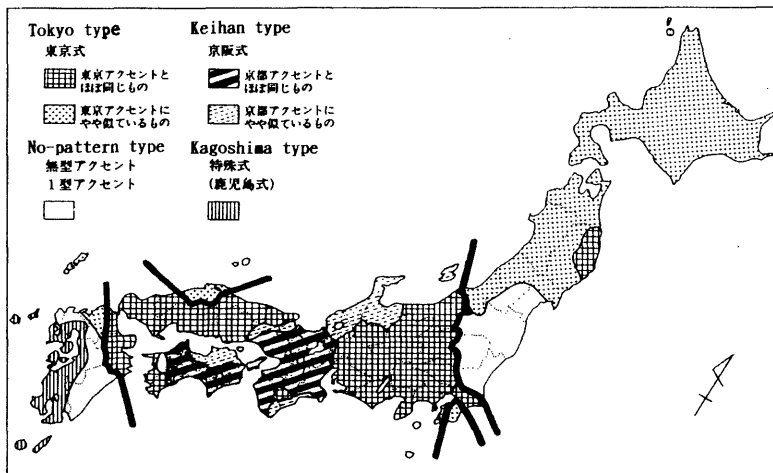 Tokyo type
東京式
東京アクセントと
ほぼ同じもの
東京アクセントに
やや似ているもの
Keihan type
京阪式
京都アクセントと
ほぼ同じもの
京都アクセントに
やや似ているもの
No-pattern type
無型アクセント
1型アクセント
Kagoshima type
特殊式
(鹿児島式)